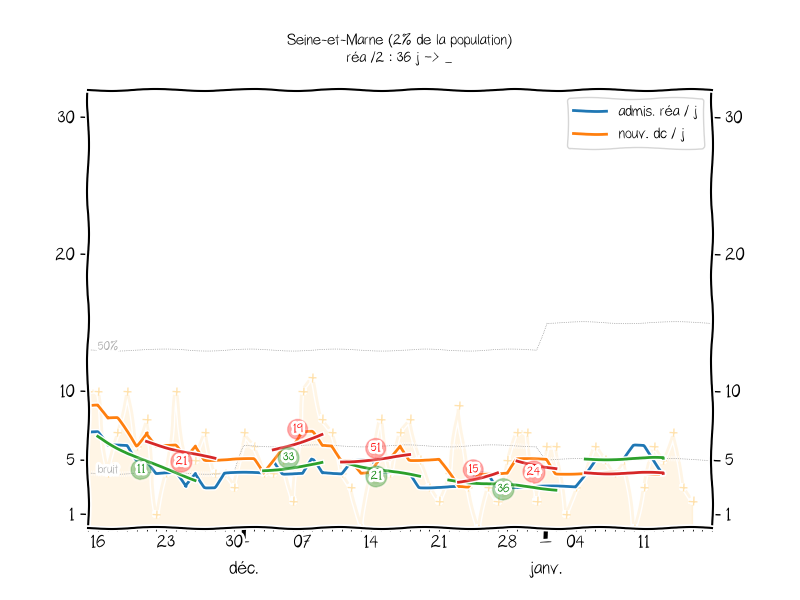 Seine-et-Marne (2% de la population)
réa /2 : 36 j -> _
admis. réa / j
nouv. dc / j
30
30
20
20
50%
10
10
19
51
33
21
11
21
15
24
36
bruit
5
5
1
1
16 23 30 07 14 21 28 04 11
déc. janv.